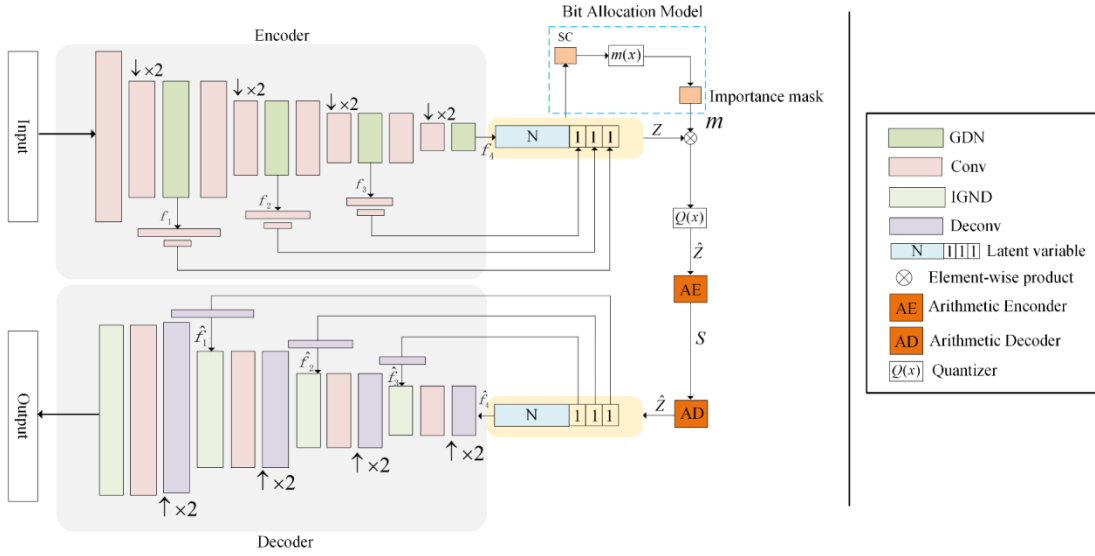 Bit Allocation Model
Encoder
SC
m(x)
Importance mask
m
↓×2
↓×2
↓×2
↓×2
Input
N 1 1 1
Z
f4
f1
f2
f3
Q(x)
Ẑ
AE
S
AD
Ẑ
N 1 1 1
f̂1
f̂2
f̂3
f̂4
Output
↑×2
↑×2
↑×2
↑×2
Decoder
GDN
Conv
IGND
Deconv
N 1 1 1 Latent variable
Element-wise product
AE Arithmetic Enconder
AD Arithmetic Decoder
Q(x) Quantizer